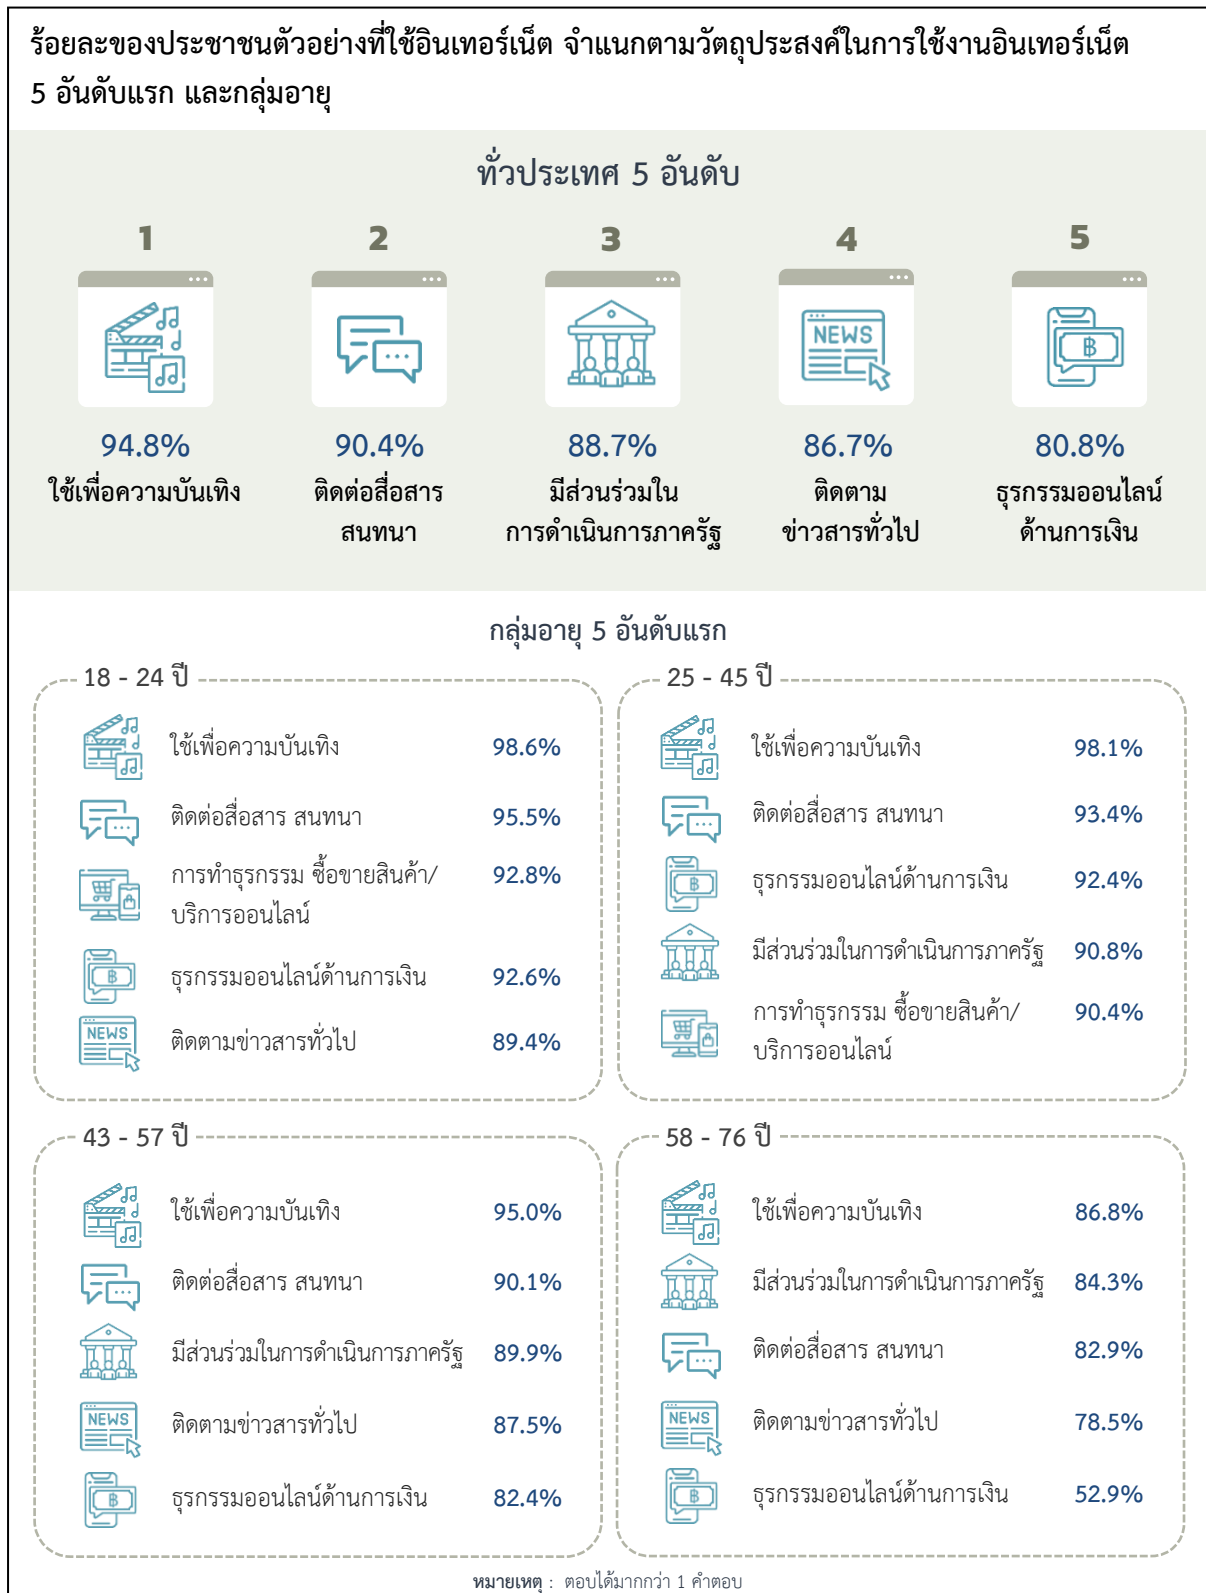 ร้อยละของประชาชนตัวอย่างที่ใช้อินเทอร์เน็ต จำแนกตามวัตถุประสงค์ในการใช้งานอินเทอร์เน็ต
5 อันดับแรก และกลุ่มอายุ
ทั่วประเทศ 5 อันดับ
1 2 3 4 5
NEWS
฿
94.8% 90.4% 88.7% 86.7% 80.8%
ใช้เพื่อความบันเทิง ติดต่อสื่อสาร มีส่วนร่วมใน ติดตาม ธุรกรรมออนไลน์
สนทนา การดำเนินการภาครัฐ ข่าวสารทั่วไป ด้านการเงิน
กลุ่มอายุ 5 อันดับแรก
18 - 24 ปี
ใช้เพื่อความบันเทิง 98.6%
ติดต่อสื่อสาร สนทนา 95.5%
การทำธุรกรรม ซื้อขายสินค้า/ 92.8%
บริการออนไลน์
฿ ธุรกรรมออนไลน์ด้านการเงิน 92.6%
NEWS ติดตามข่าวสารทั่วไป 89.4%
25 - 45 ปี
ใช้เพื่อความบันเทิง 98.1%
ติดต่อสื่อสาร สนทนา 93.4%
฿ ธุรกรรมออนไลน์ด้านการเงิน 92.4%
มีส่วนร่วมในการดำเนินการภาครัฐ 90.8%
การทำธุรกรรม ซื้อขายสินค้า/ 90.4%
บริการออนไลน์
43 - 57 ปี
ใช้เพื่อความบันเทิง 95.0%
ติดต่อสื่อสาร สนทนา 90.1%
มีส่วนร่วมในการดำเนินการภาครัฐ 89.9%
NEWS ติดตามข่าวสารทั่วไป 87.5%
฿ ธุรกรรมออนไลน์ด้านการเงิน 82.4%
58 - 76 ปี
ใช้เพื่อความบันเทิง 86.8%
มีส่วนร่วมในการดำเนินการภาครัฐ 84.3%
ติดต่อสื่อสาร สนทนา 82.9%
NEWS ติดตามข่าวสารทั่วไป 78.5%
฿ ธุรกรรมออนไลน์ด้านการเงิน 52.9%
หมายเหตุ : ตอบได้มากกว่า 1 คำตอบ